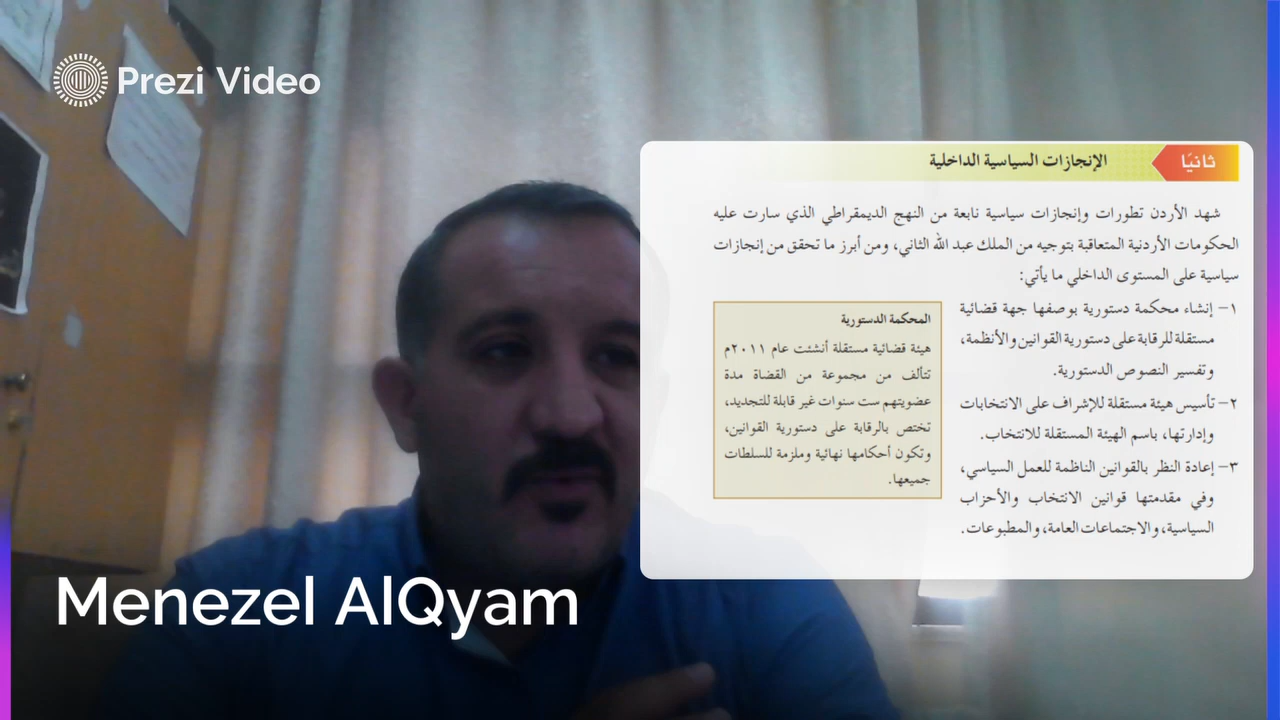 Prezi Video
ثانيًا
الإنجازات السياسية الداخلية
شهد الأردن تطورات وإنجازات سياسية نابعة من النهج الديمقراطي الذي سارت عليه
الحكومات الأردنية المتعاقبة بتوجيه من الملك عبد الله الثاني، ومن أبرز ما تحقق من إنجازات
سياسية على المستوى الداخلي ما يأتي:
١- إنشاء محكمة دستورية بوصفها جهة قضائية
مستقلة للرقابة على دستورية القوانين والأنظمة،
وتفسير النصوص الدستورية.
٢- تأسيس هيئة مستقلة للإشراف على الانتخابات
وإدارتها، باسم الهيئة المستقلة للانتخاب.
٣- إعادة النظر بالقوانين الناظمة للعمل السياسي،
وفي مقدمتها قوانين الانتخاب والأحزاب
السياسية، والاجتماعات العامة، والمطبوعات.
المحكمة الدستورية
هيئة قضائية مستقلة أنشئت عام ٢٠١١م
تتألف من مجموعة من القضاة مدة
عضويتهم ست سنوات غير قابلة للتجديد،
تختص بالرقابة على دستورية القوانين،
وتكون أحكامها نهائية وملزمة للسلطات
جميعها.
Menezel AlQyam